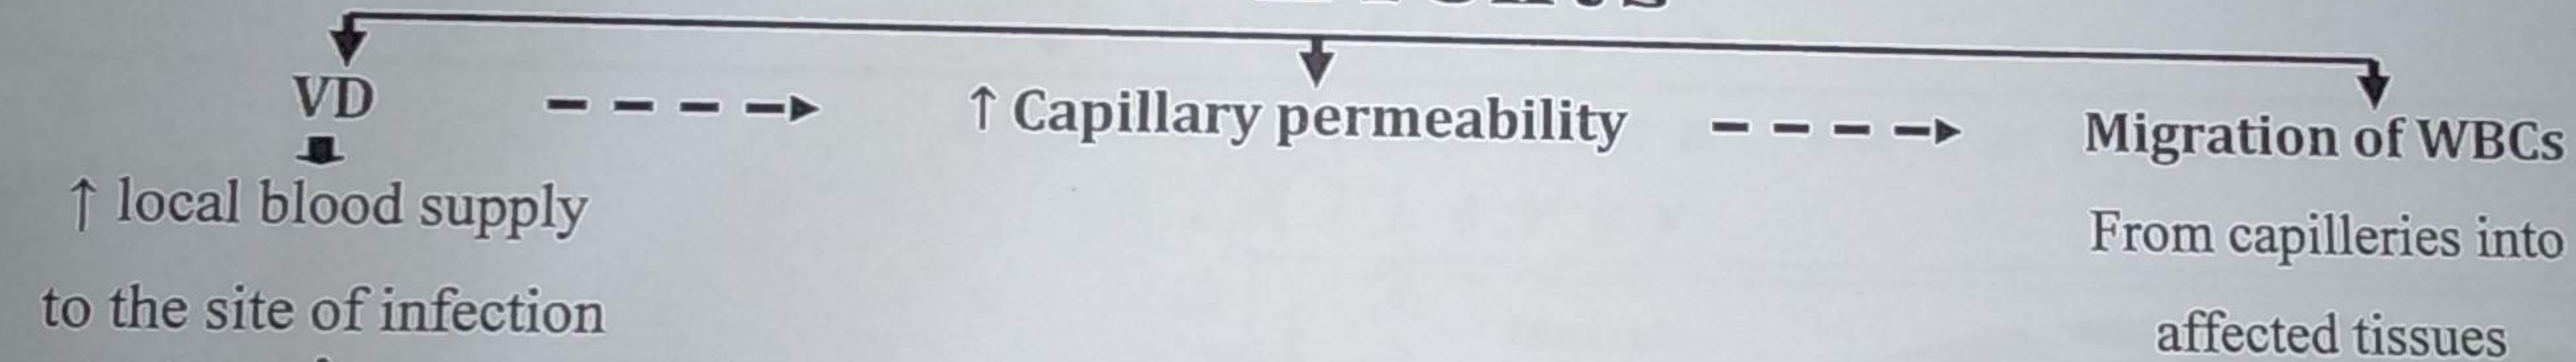 VD
↑ Capillary permeability
Migration of WBCs
↑ local blood supply
From capilleries into
to the site of infection
affected tissues